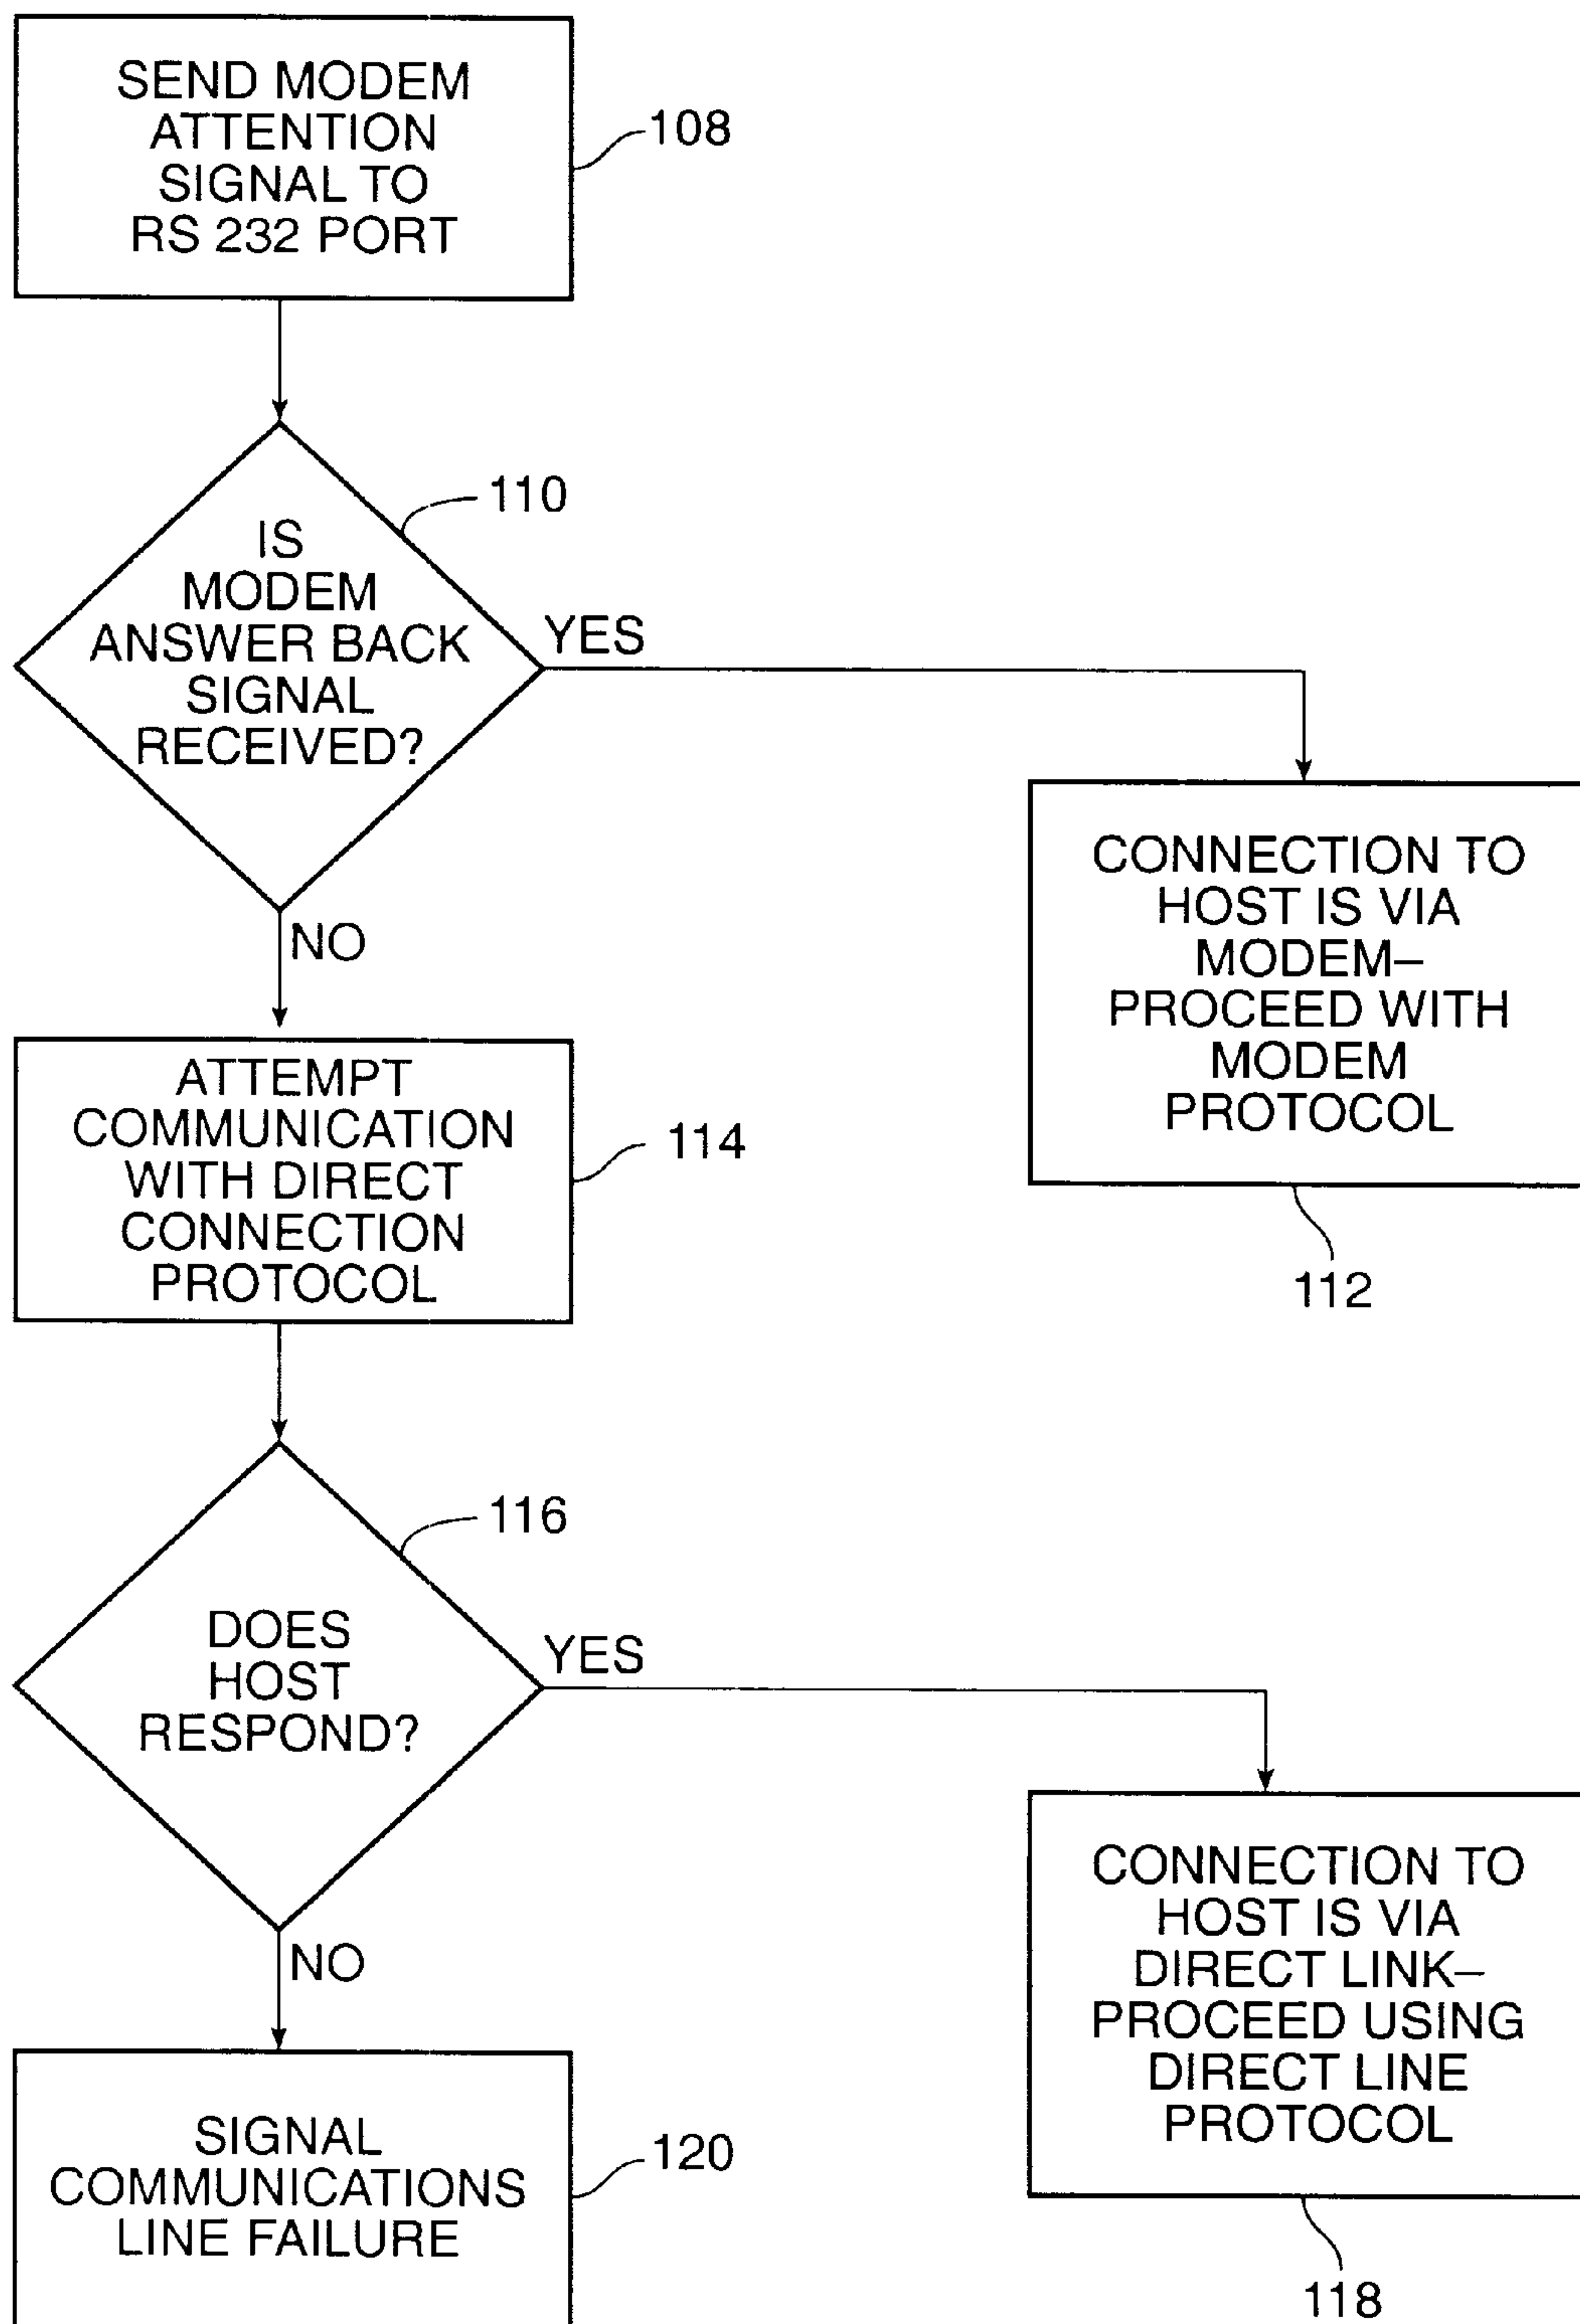 SEND MODEM
ATTENTION
SIGNAL TO
RS 232 PORT
108
110
IS
MODEM
ANSWER BACK
SIGNAL
RECEIVED?
YES
NO
CONNECTION TO
HOST IS VIA
MODEM–
PROCEED WITH
MODEM
PROTOCOL
112
ATTEMPT
COMMUNICATION
WITH DIRECT
CONNECTION
PROTOCOL
114
116
DOES
HOST
RESPOND?
YES
NO
CONNECTION TO
HOST IS VIA
DIRECT LINK–
PROCEED USING
DIRECT LINE
PROTOCOL
118
SIGNAL
COMMUNICATIONS
LINE FAILURE
120